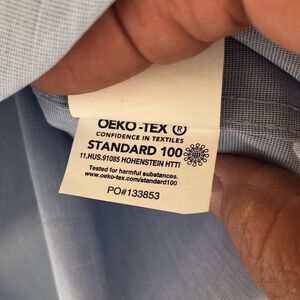 OEKO-TEX ®
CONFIDENCE IN TEXTILES
STANDARD 100
11.HUS.91085 HOHENSTEIN HTTI
Tested for harmful substances.
www.oeko-tex.com/standard100
PO#133853